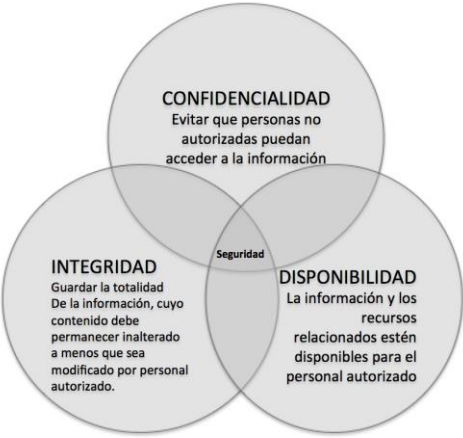 CONFIDENCIALIDAD
Evitar que personas no
autorizadas puedan
acceder a la información
Seguridad
INTEGRIDAD
Guardar la totalidad
De la información, cuyo
contenido debe
permanecer inalterado
a menos que sea
modificado por personal
autorizado.
DISPONIBILIDAD
La información y los
recursos
relacionados estén
disponibles para el
personal autorizado